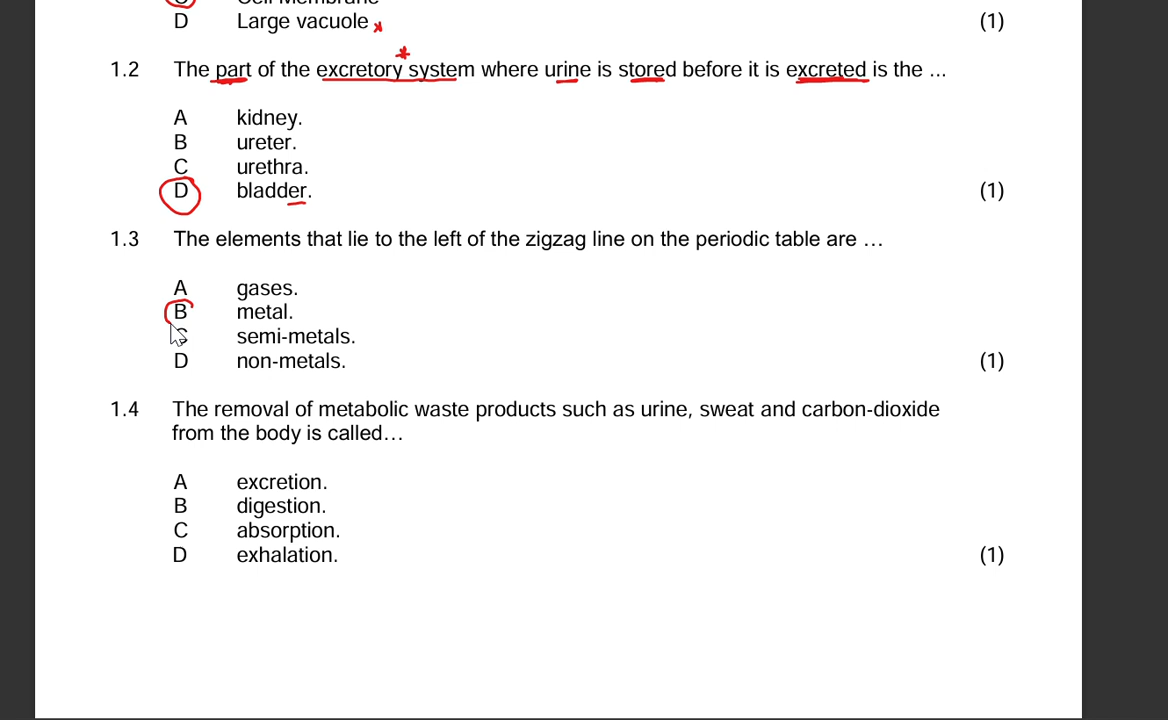 Cell Membrane
D Large vacuole (1)
1.2 The part of the excretory system where urine is stored before it is excreted is the ...
A kidney.
B ureter.
C urethra.
D bladder. (1)
1.3 The elements that lie to the left of the zigzag line on the periodic table are …
A gases.
B metal.
C semi-metals.
D non-metals. (1)
1.4 The removal of metabolic waste products such as urine, sweat and carbon-dioxide
from the body is called…
A excretion.
B digestion.
C absorption.
D exhalation. (1)